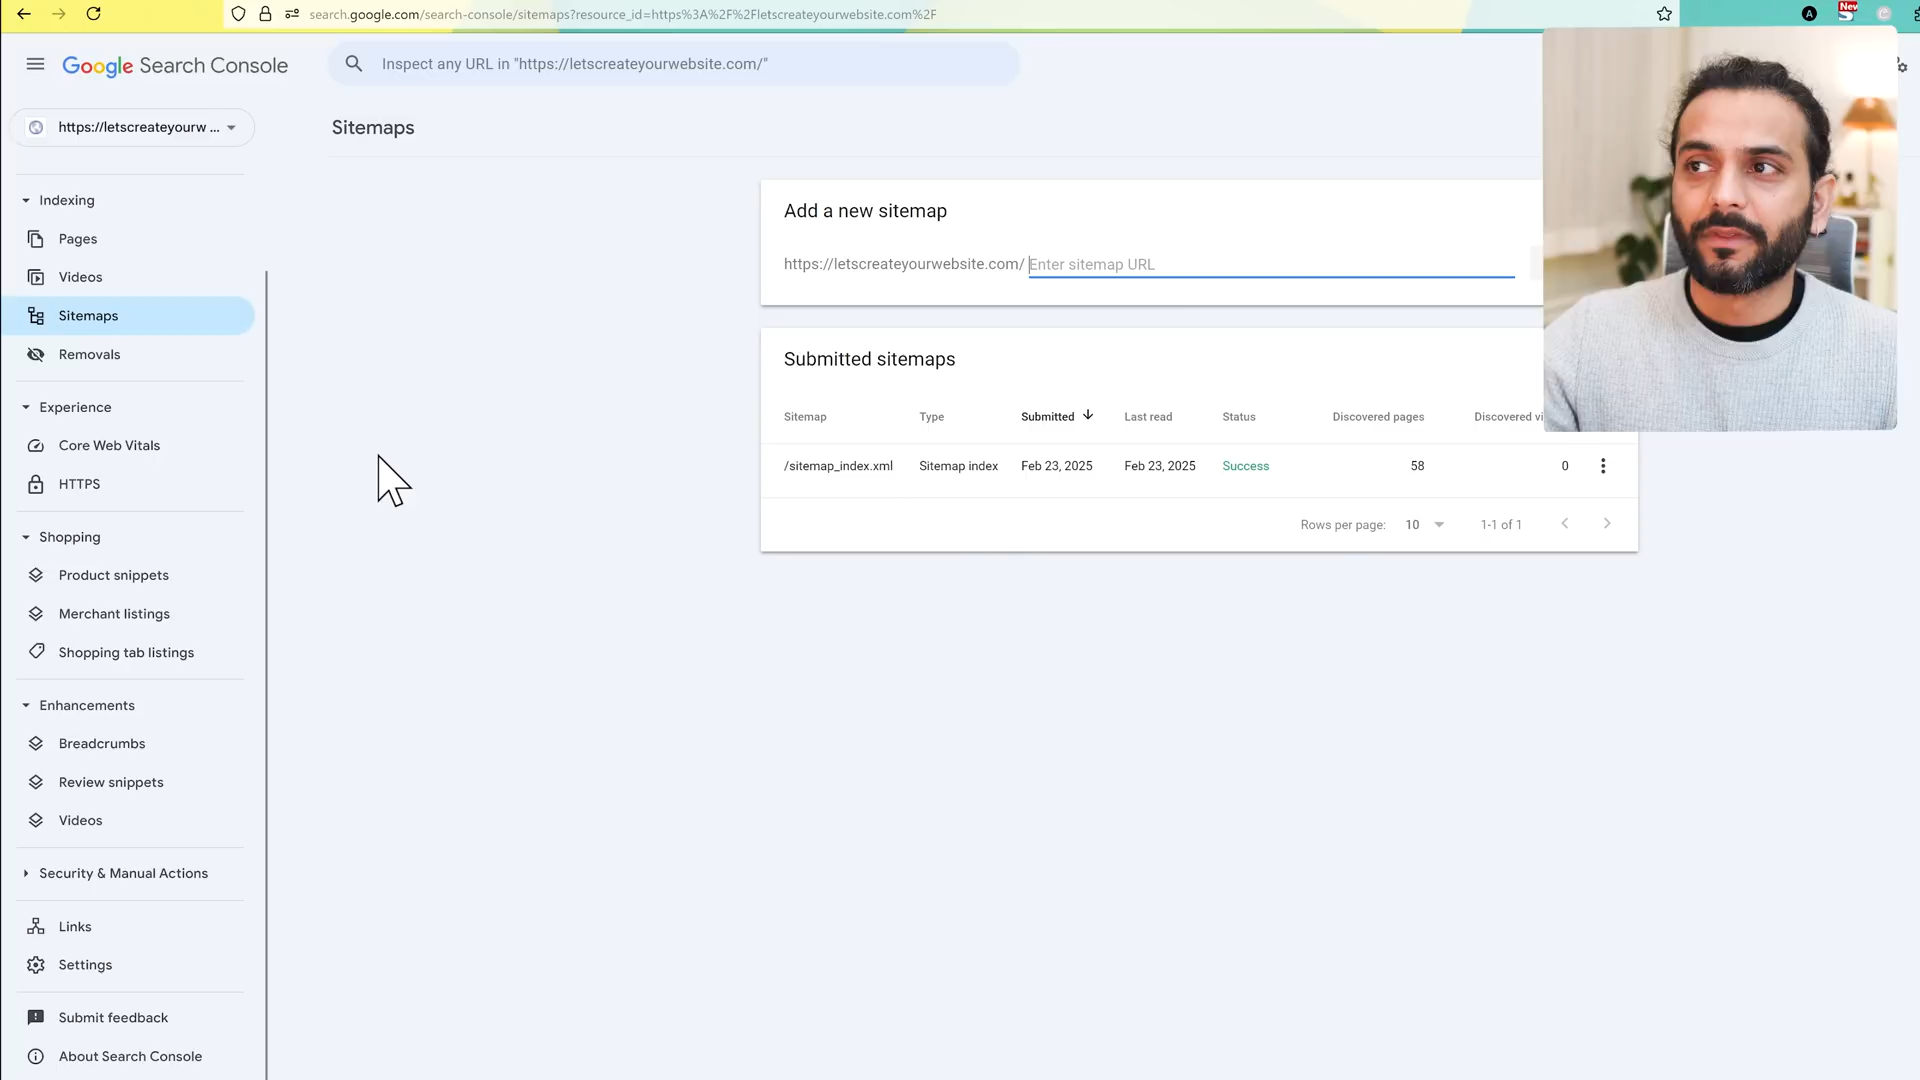 search.google.com/search-console/sitemaps?resource_id=https%3A%2F%2Fletscreateyourwebsite.com%2F
A
New
Google Search Console
Inspect any URL in "https://letscreateyourwebsite.com/"
https://letscreateyourw ...
Sitemaps
Indexing
Pages
Videos
Sitemaps
Removals
Experience
Core Web Vitals
HTTPS
Shopping
Product snippets
Merchant listings
Shopping tab listings
Enhancements
Breadcrumbs
Review snippets
Videos
Security & Manual Actions
Links
Settings
Submit feedback
About Search Console
Add a new sitemap
https://letscreateyourwebsite.com/ Enter sitemap URL
Submitted sitemaps
Sitemap Type Submitted Last read Status Discovered pages Discovered vi
/sitemap_index.xml Sitemap index Feb 23, 2025 Feb 23, 2025 Success 58 0
Rows per page: 10 1-1 of 1